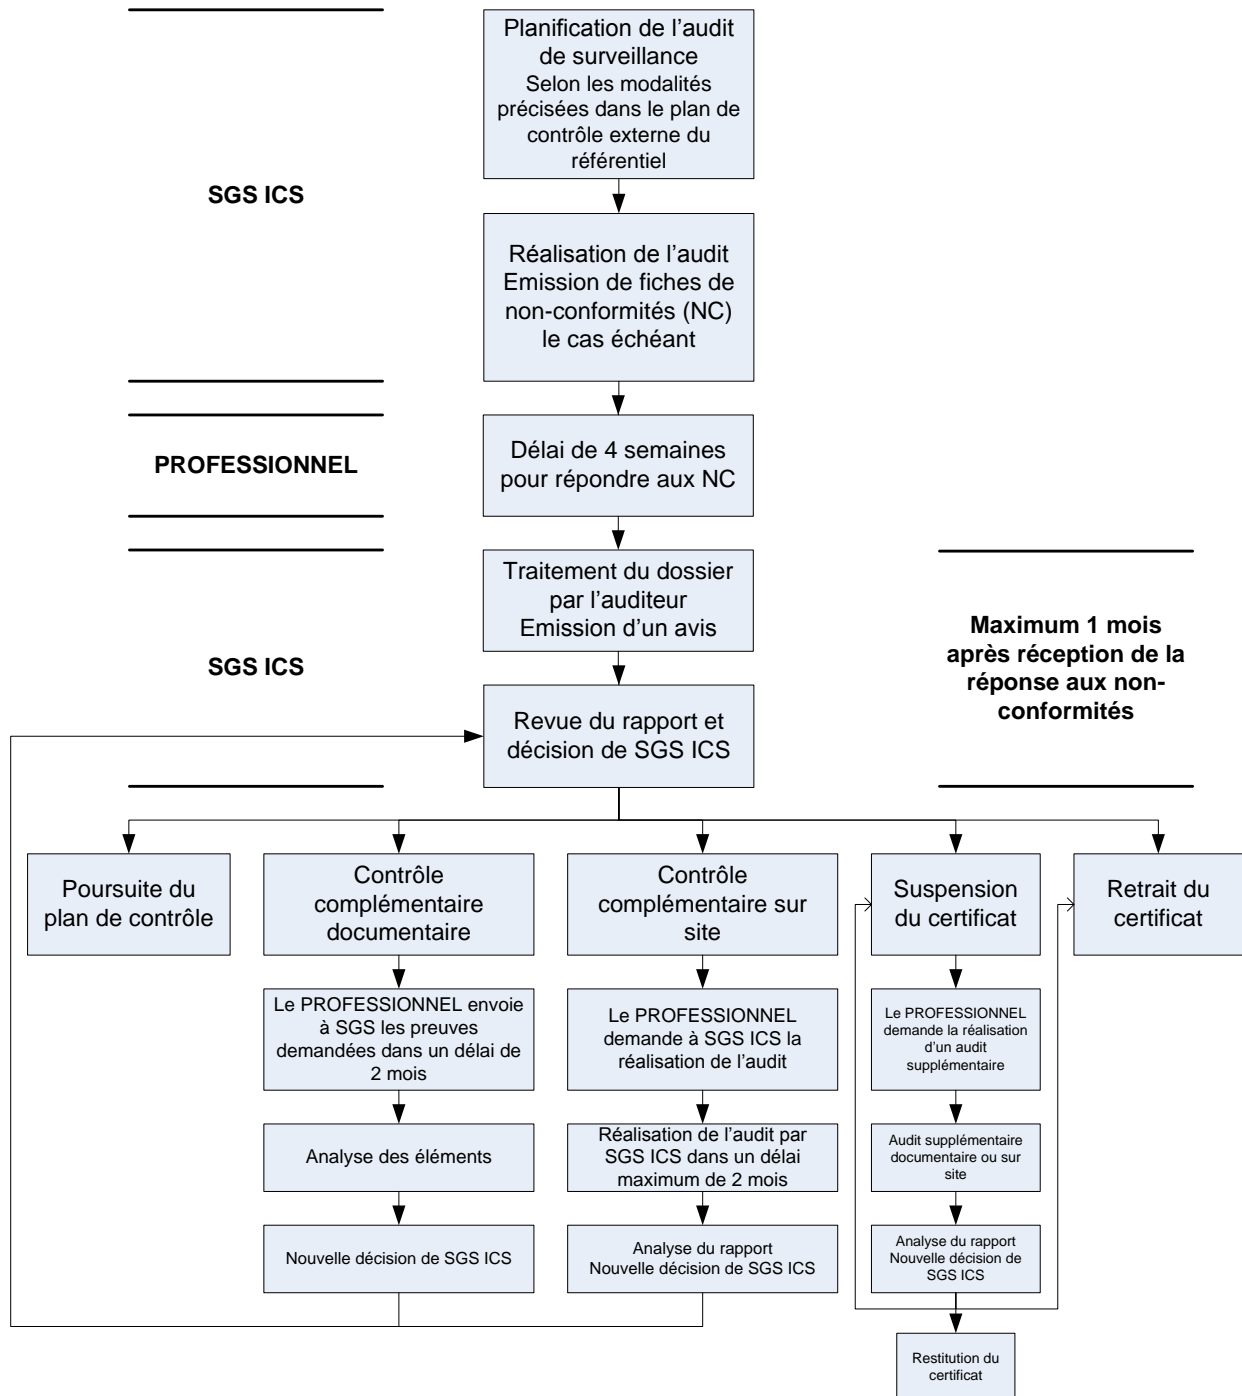 Planification de l’audit
de surveillance
Selon les modalités
précisées dans le plan de
contrôle externe du
référentiel
SGS ICS
Réalisation de l’audit
Emission de fiches de
non-conformités (NC)
le cas échéant
PROFESSIONNEL
Délai de 4 semaines
pour répondre aux NC
Traitement du dossier
par l’auditeur
Emission d’un avis
SGS ICS
Maximum 1 mois
après réception de la
réponse aux non-
conformités
Revue du rapport et
décision de SGS ICS
Poursuite du
plan de contrôle
Contrôle
complémentaire
documentaire
Contrôle
complémentaire sur
site
Suspension
du certificat
Retrait du
certificat
Le PROFESSIONNEL envoie
à SGS les preuves
demandées dans un délai de
2 mois
Le PROFESSIONNEL
demande à SGS ICS la
réalisation de l’audit
Le PROFESSIONNEL
demande la réalisation
d’un audit
supplémentaire
Analyse des éléments
Réalisation de l’audit par
SGS ICS dans un délai
maximum de 2 mois
Audit supplémentaire
documentaire ou sur
site
Nouvelle décision de SGS ICS
Analyse du rapport
Nouvelle décision de SGS ICS
Analyse du rapport
Nouvelle décision de
SGS ICS
Restitution du
certificat